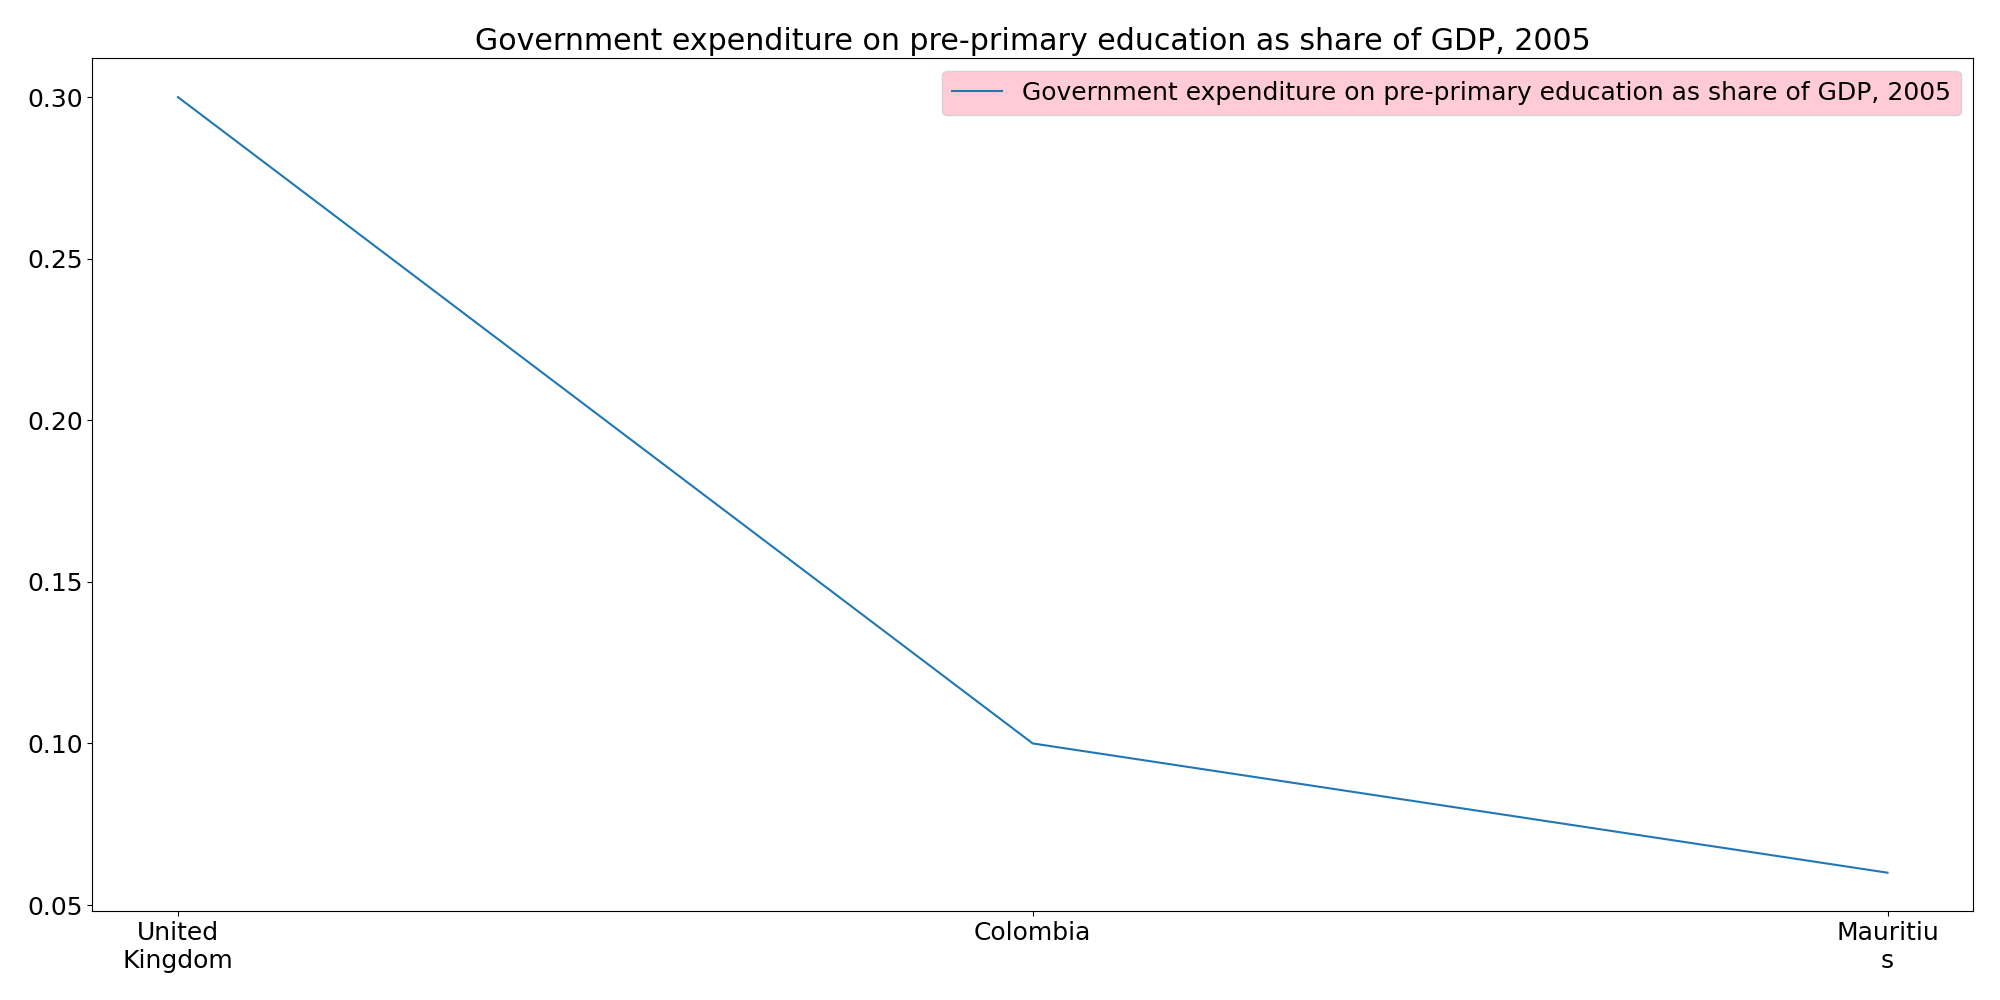 Government expenditure on pre-primary education as share of GDP, 2005
Government expenditure on pre-primary education as share of GDP, 2005
0.30
0.25
0.20
0.15
0.10
0.05
United
Kingdom
Colombia
Mauritiu
s